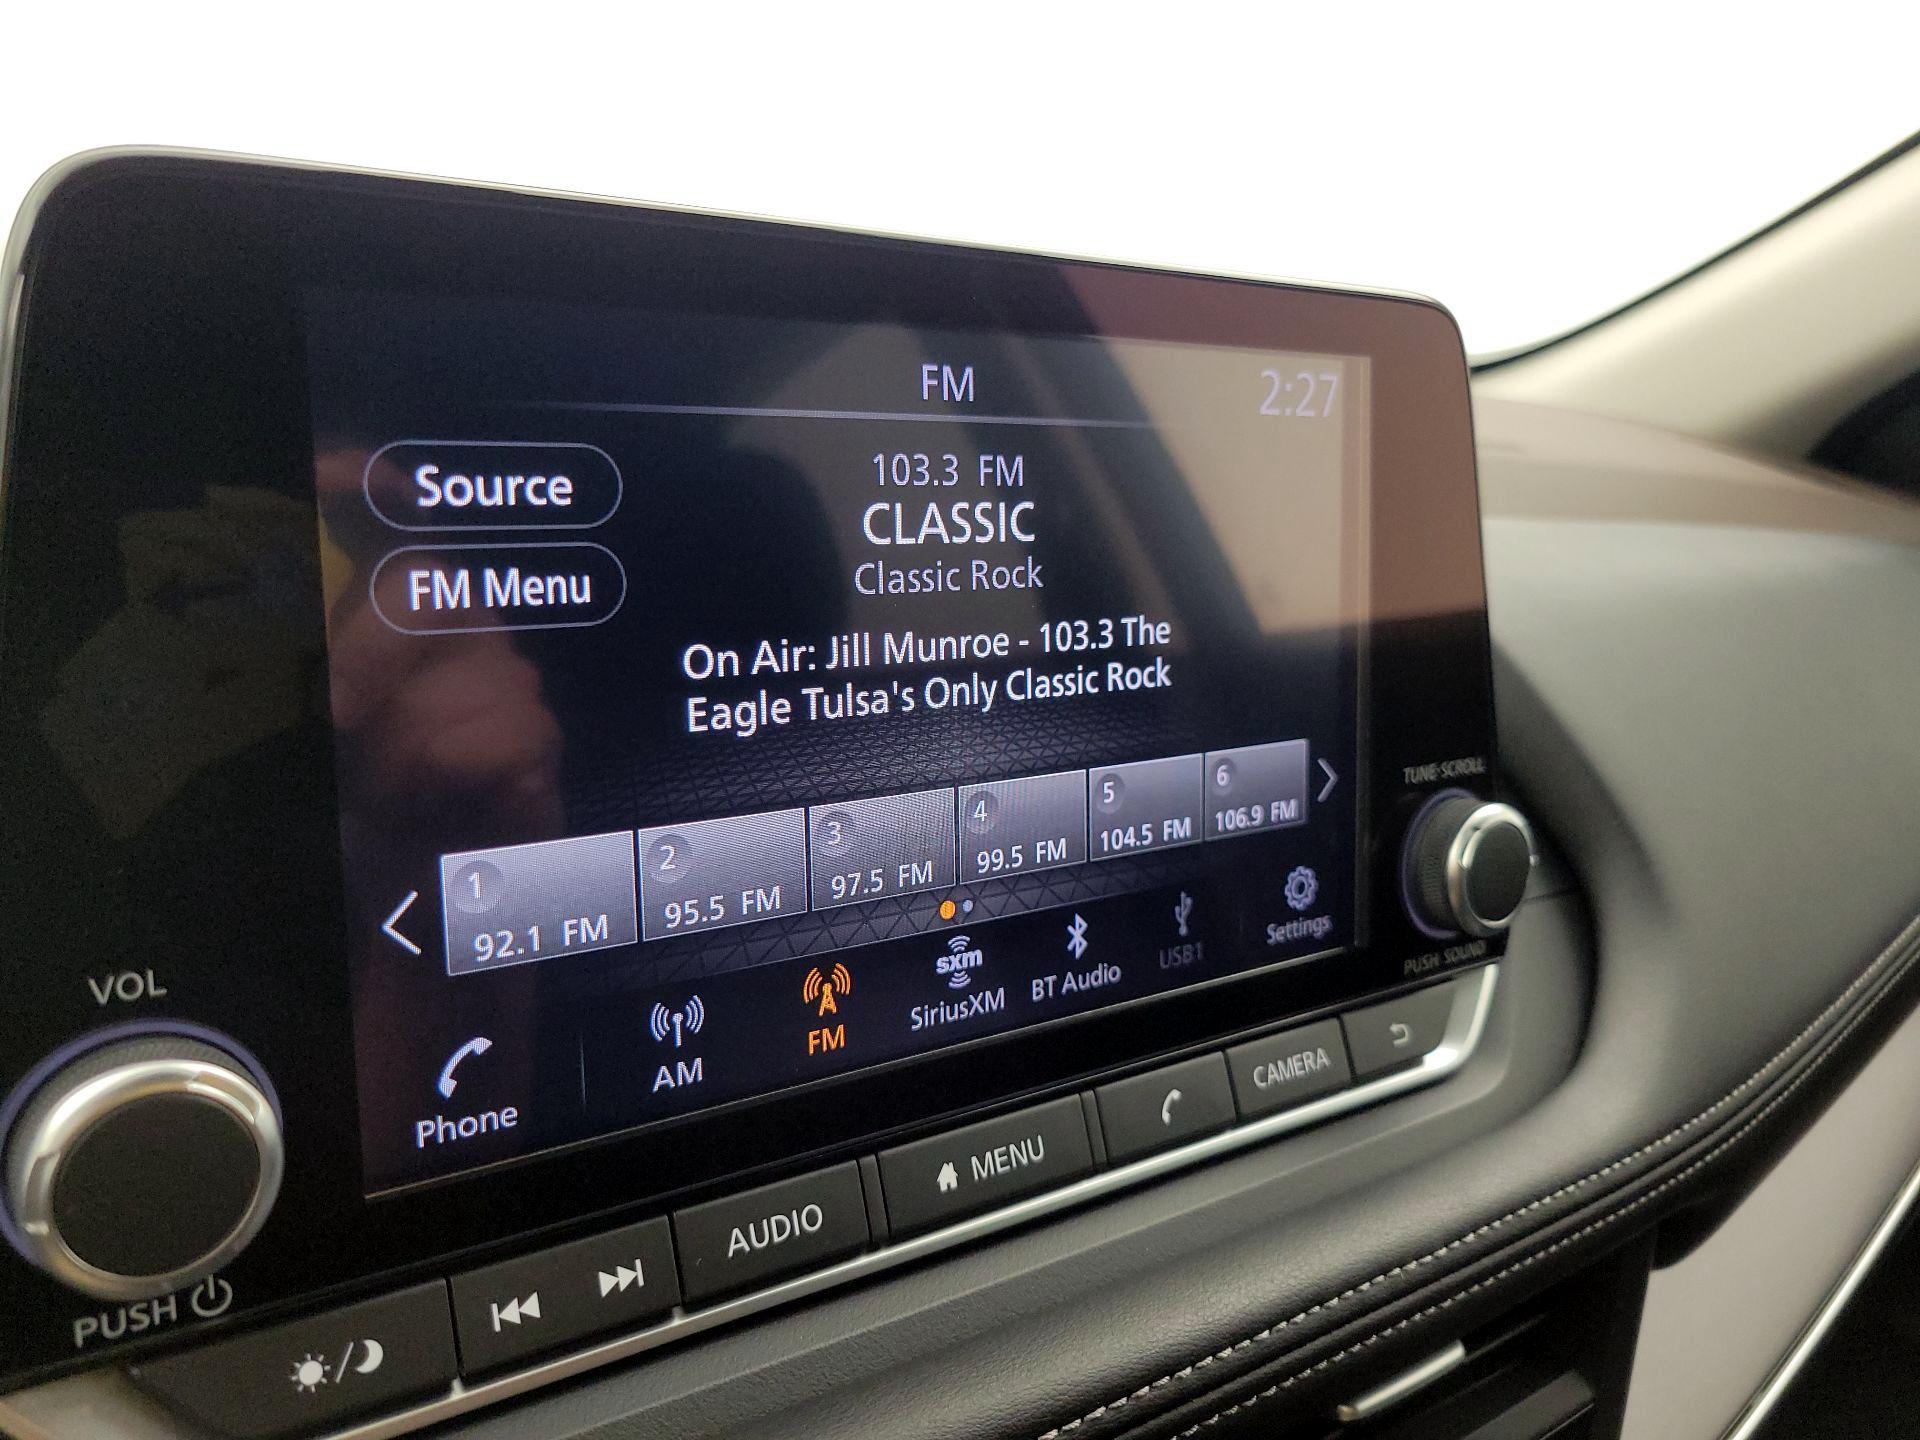 FM
2:27
Source
FM Menu
103.3 FM
CLASSIC
Classic Rock
On Air: Jill Munroe - 103.3 The
Eagle Tulsa's Only Classic Rock
1
92.1 FM
2
95.5 FM
3
97.5 FM
4
99.5 FM
5
104.5 FM
6
106.9 FM
Phone
AM
FM
sxm
SiriusXM
BT Audio
USB1
Settings
VOL
PUSH
TUNE·SCROLL
PUSH SOUND
AUDIO
MENU
CAMERA